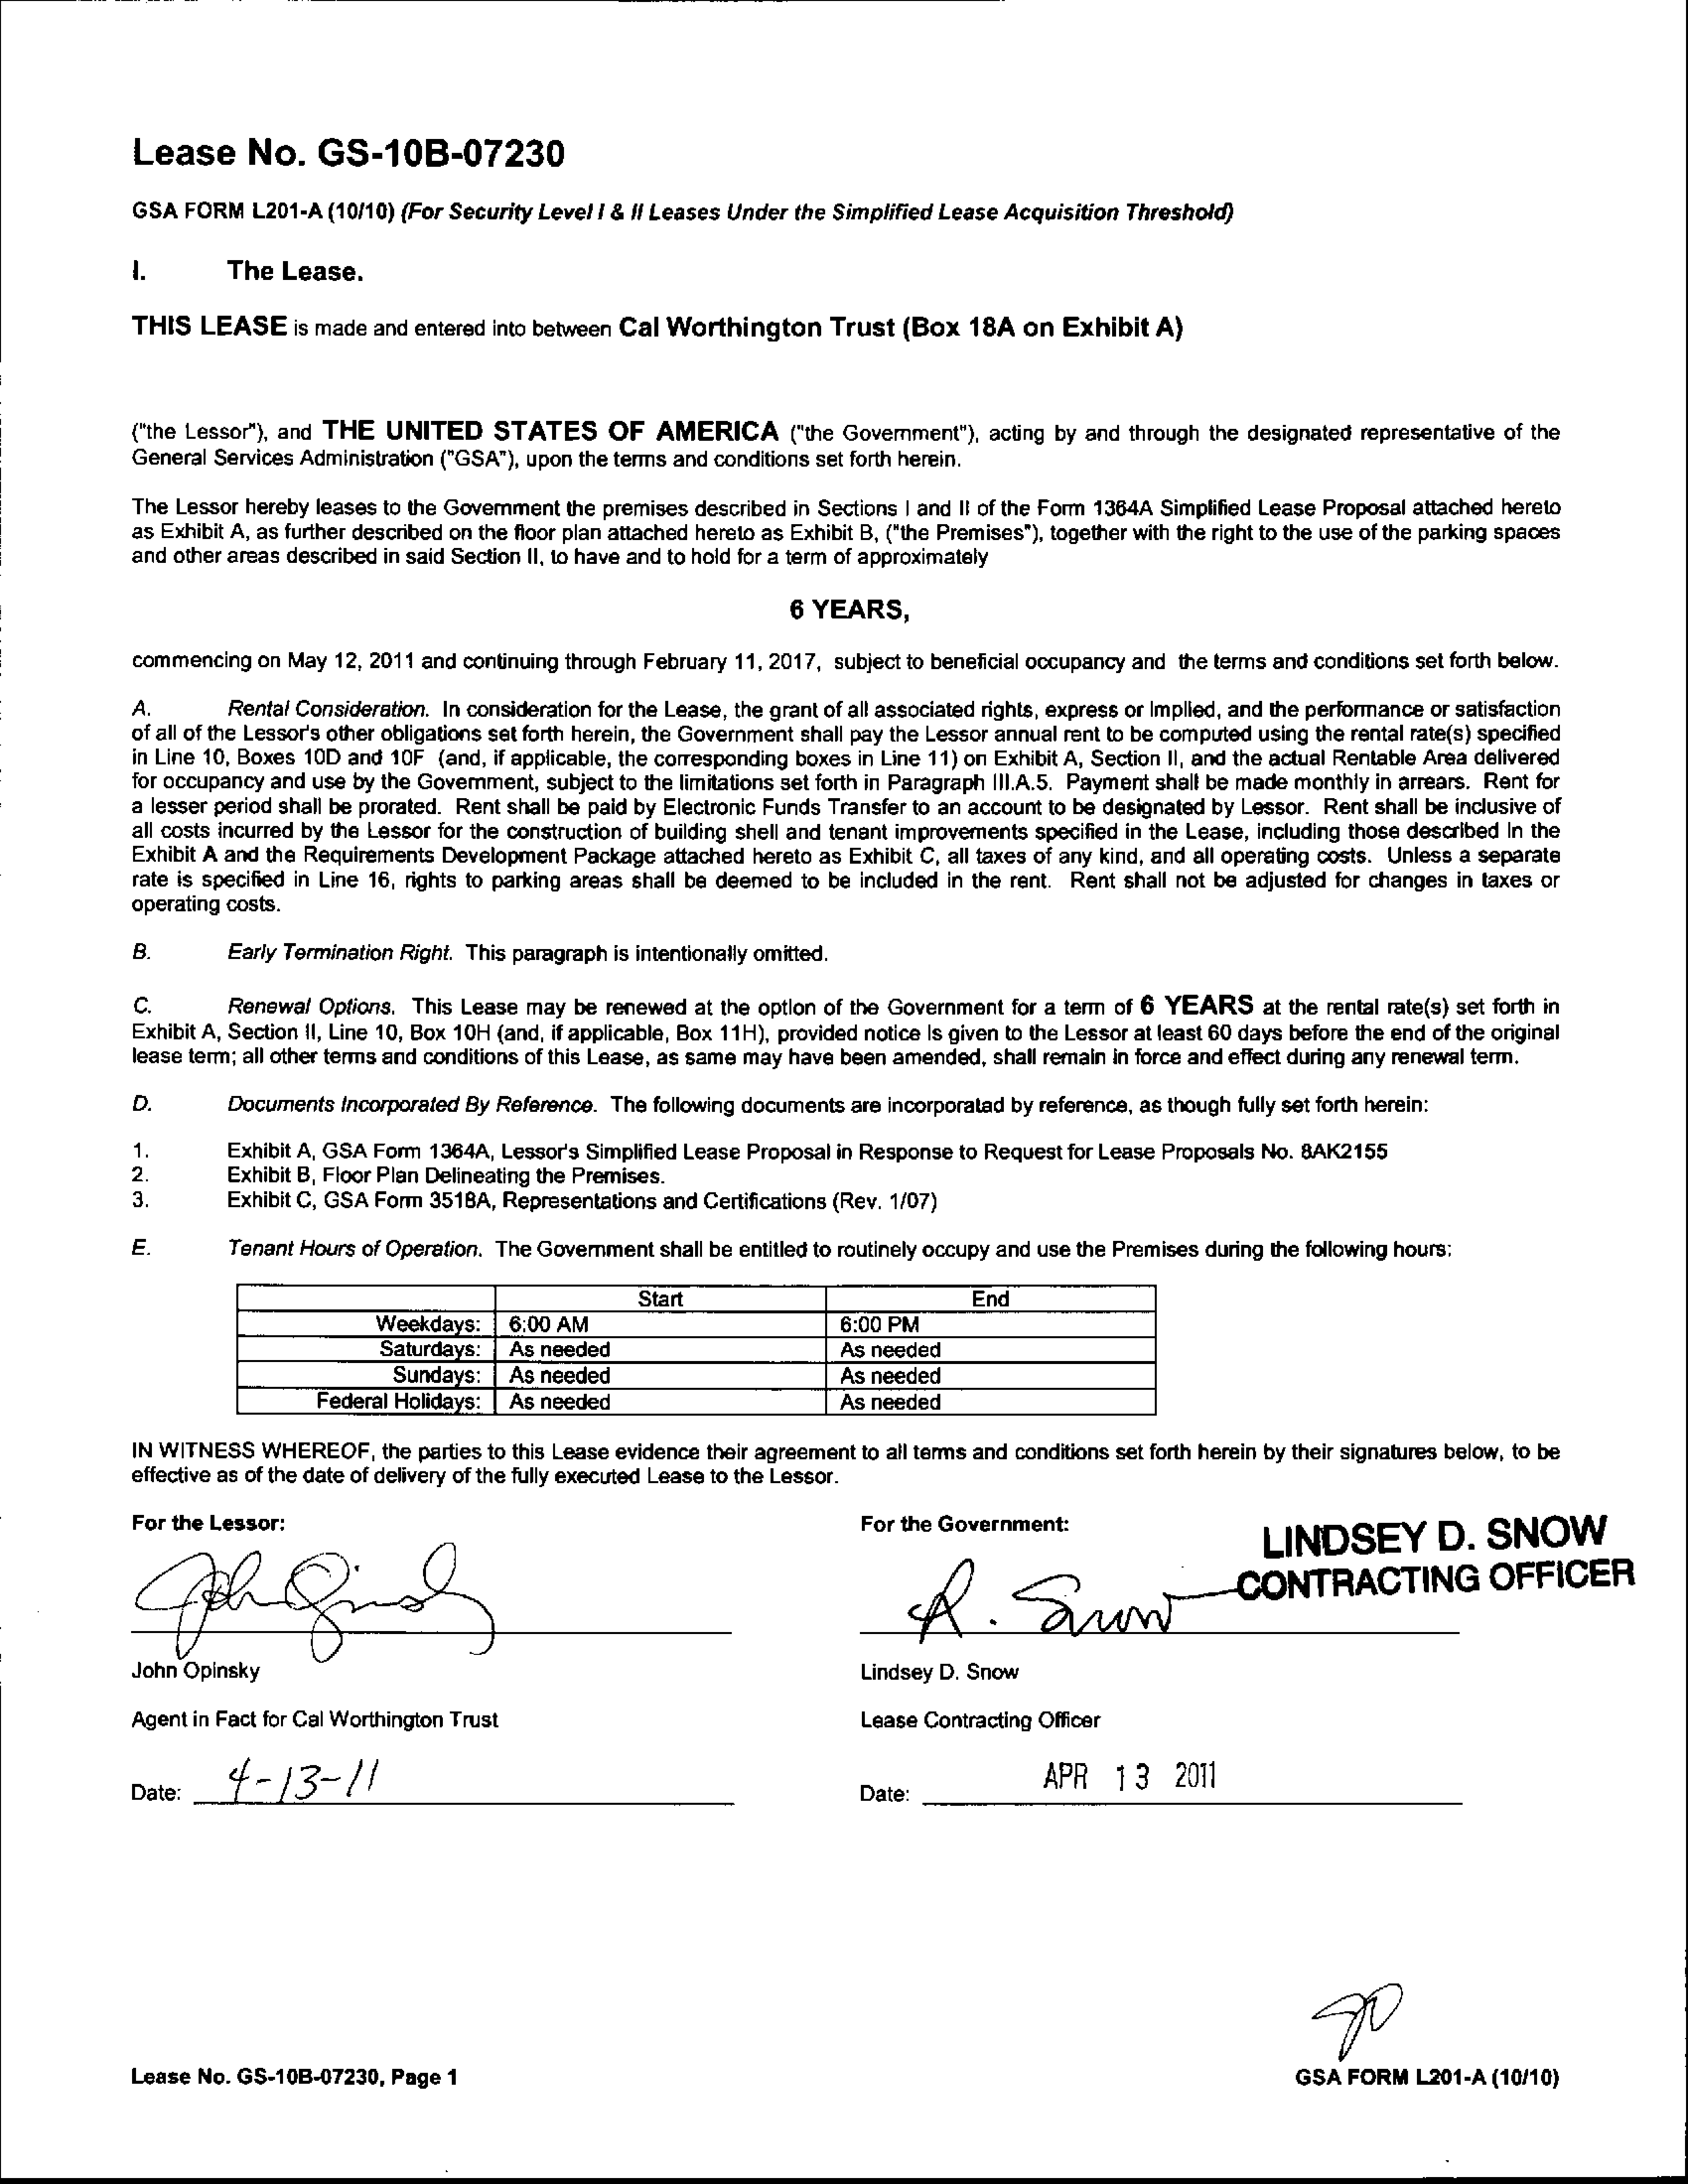 Lease No. GS-10B-07230
GSA FORM L201-A (10/10) (For Security Level I & II Leases Under the Simplified Lease Acquisition Threshold)
I. The Lease.
THIS LEASE is made and entered into between Cal Worthington Trust (Box 18A on Exhibit A)
("the Lessor"), and THE UNITED STATES OF AMERICA ("the Government"), acting by and through the designated representative of the
General Services Administration ("GSA"), upon the terms and conditions set forth herein.
The Lessor hereby leases to the Government the premises described in Sections I and II of the Form 1364A Simplified Lease Proposal attached hereto
as Exhibit A, as further described on the floor plan attached hereto as Exhibit B, ("the Premises"), together with the right to the use of the parking spaces
and other areas described in said Section II, to have and to hold for a term of approximately
6 YEARS,
commencing on May 12, 2011 and continuing through February 11, 2017, subject to beneficial occupancy and the terms and conditions set forth below.
A. Rental Consideration. In consideration for the Lease, the grant of all associated rights, express or Implied, and the performance or satisfaction
of all of the Lessor's other obligations set forth herein, the Government shall pay the Lessor annual rent to be computed using the rental rate(s) specified
in Line 10, Boxes 10D and 10F (and, if applicable, the corresponding boxes in Line 11) on Exhibit A, Section II, and the actual Rentable Area delivered
for occupancy and use by the Government, subject to the limitations set forth in Paragraph III.A.5. Payment shall be made monthly in arrears. Rent for
a lesser period shall be prorated. Rent shall be paid by Electronic Funds Transfer to an account to be designated by Lessor. Rent shall be inclusive of
all costs incurred by the Lessor for the construction of building shell and tenant improvements specified in the Lease, including those described In the
Exhibit A and the Requirements Development Package attached hereto as Exhibit C, all taxes of any kind, and all operating costs. Unless a separate
rate is specified in Line 16, rights to parking areas shall be deemed to be included in the rent. Rent shall not be adjusted for changes in taxes or
operating costs.
B. Early Termination Right. This paragraph is intentionally omitted.
C. Renewal Options. This Lease may be renewed at the option of the Government for a term of 6 YEARS at the rental rate(s) set forth in
Exhibit A, Section II, Line 10, Box 10H (and, if applicable, Box 11H), provided notice Is given to the Lessor at least 60 days before the end of the original
lease term; all other terms and conditions of this Lease, as same may have been amended, shall remain in force and effect during any renewal term.
D. Documents Incorporated By Reference. The following documents are incorporated by reference, as though fully set forth herein:
1. Exhibit A, GSA Form 1364A, Lessor's Simplified Lease Proposal in Response to Request for Lease Proposals No. 8AK2155
2. Exhibit B, Floor Plan Delineating the Premises.
3. Exhibit C, GSA Form 3518A, Representations and Certifications (Rev. 1/07)
E. Tenant Hours of Operation. The Government shall be entitled to routinely occupy and use the Premises during the following hours:
Start End
Weekdays: 6:00 AM 6:00 PM
Saturdays: As needed As needed
Sundays: As needed As needed
Federal Holidays: As needed As needed
IN WITNESS WHEREOF, the parties to this Lease evidence their agreement to all terms and conditions set forth herein by their signatures below, to be
effective as of the date of delivery of the fully executed Lease to the Lessor.
For the Lessor: For the Government:
LINDSEY D. SNOW
CONTRACTING OFFICER
John Opinsky Lindsey D. Snow
Agent in Fact for Cal Worthington Trust Lease Contracting Officer
Date: 4-13-11 Date: APR 13 2011
Lease No. GS-10B-07230, Page 1 GSA FORM L201-A (10/10)